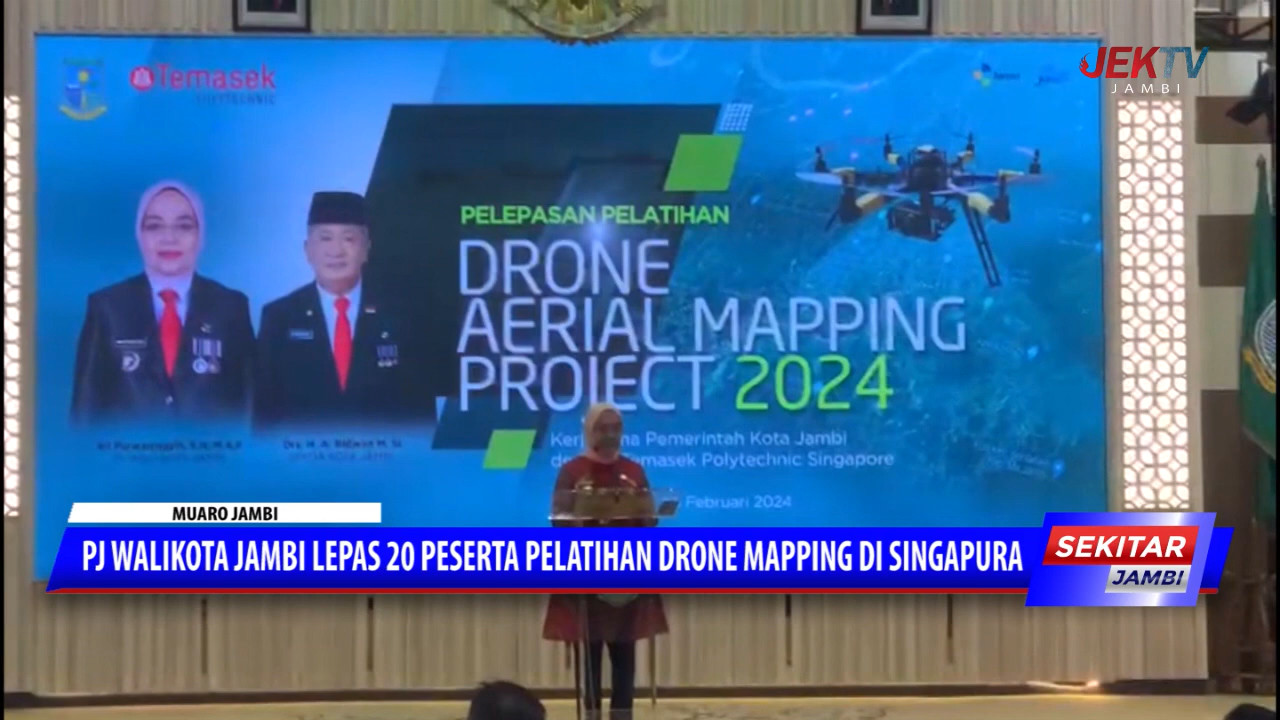 JEKTV
JAMBI
Temasek
POLYTECHNIC
PELEPASAN PELATIHAN
DRONE
AERIAL MAPPING
PROJECT 2024
Pemerintah Kota Jambi
Temasek Polytechnic Singapore
Februari 2024
MUARO JAMBI
PJ WALIKOTA JAMBI LEPAS 20 PESERTA PELATIHAN DRONE MAPPING DI SINGAPURA
SEKITAR
JAMBI